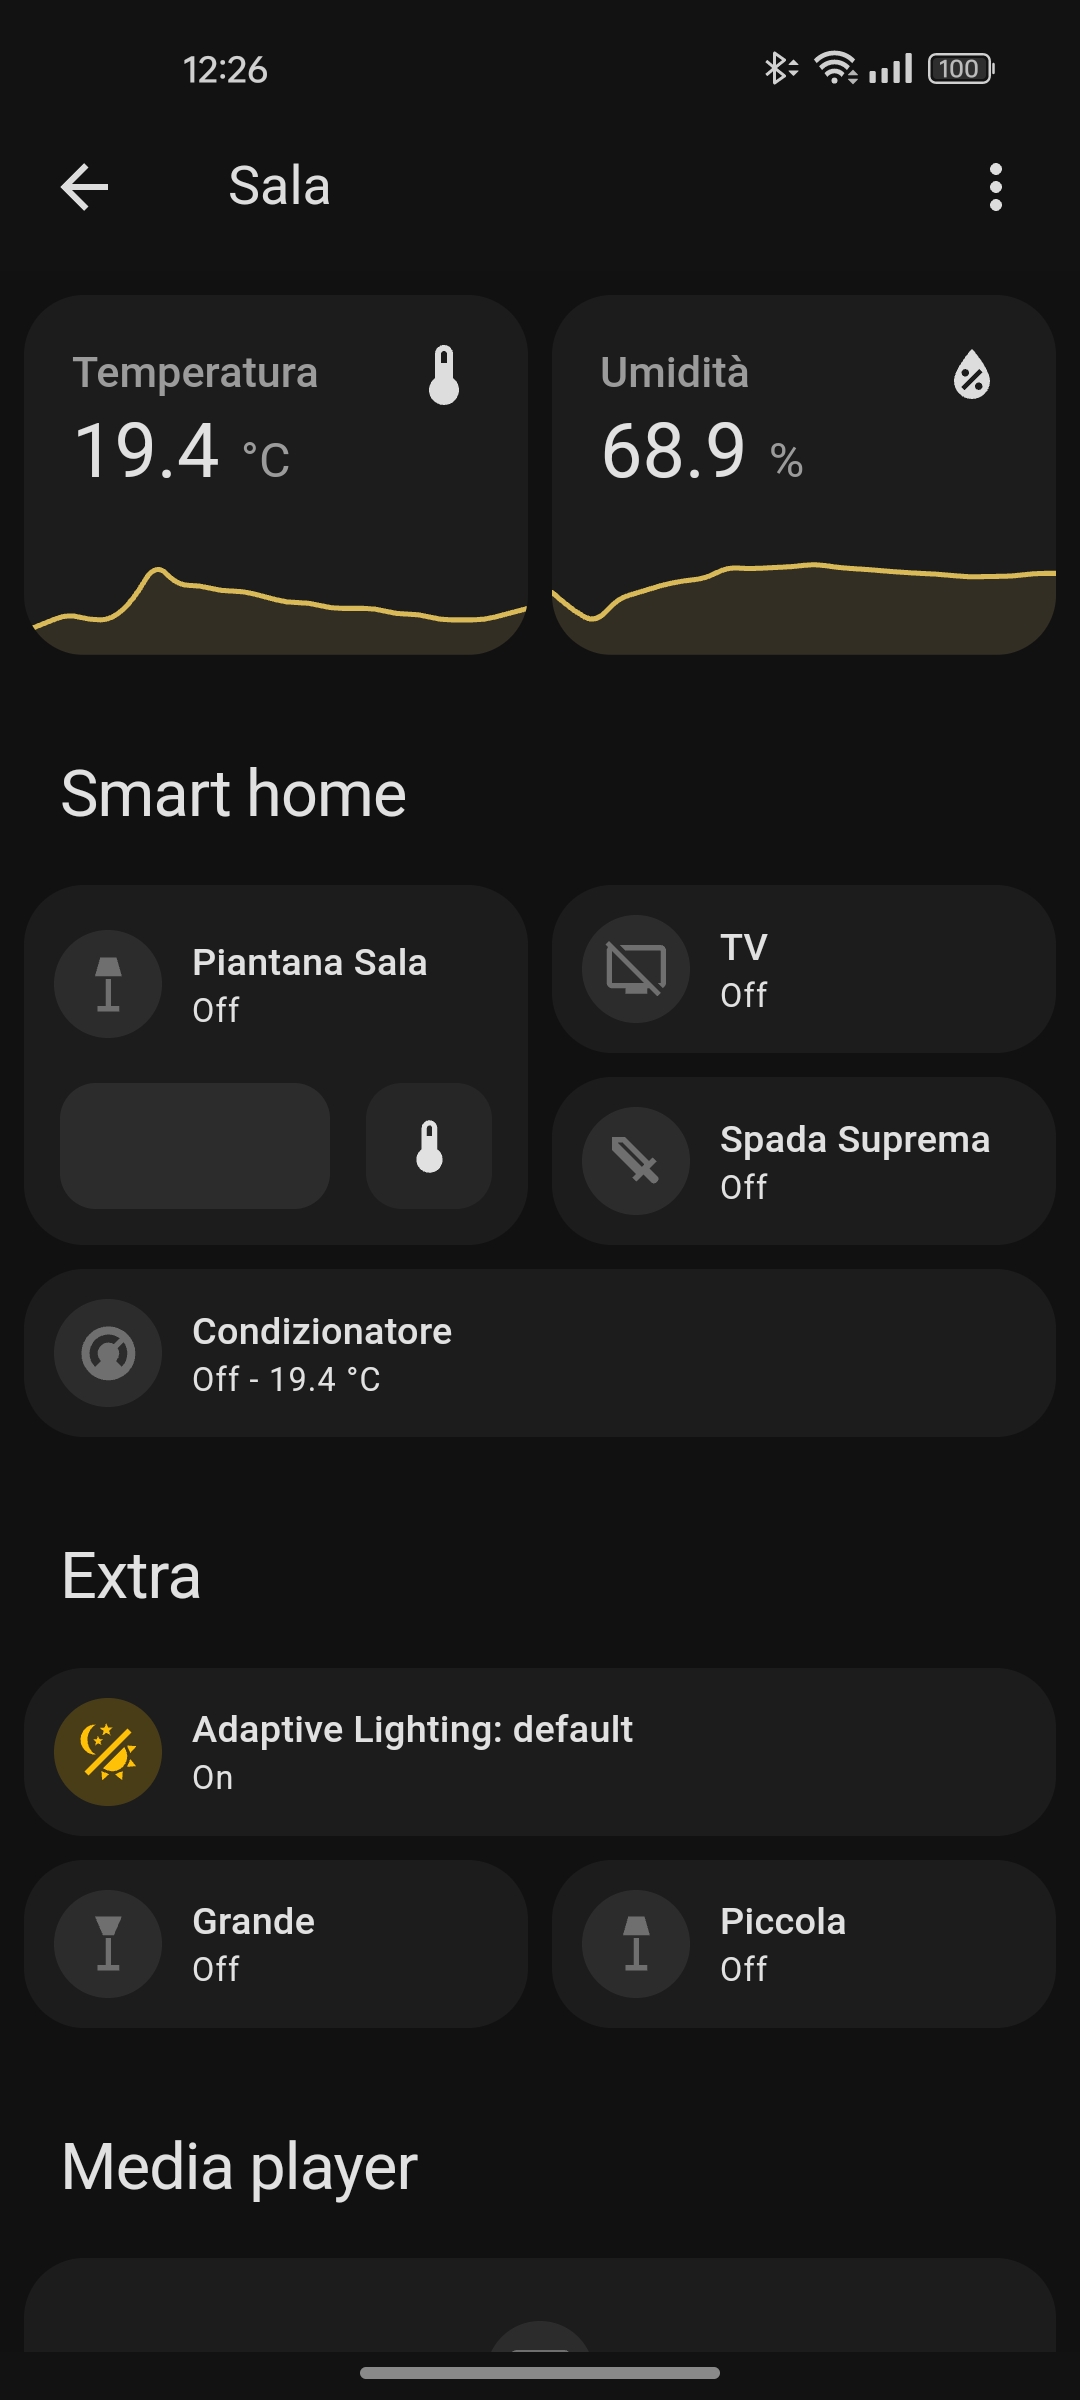 12:26
100
Sala
Temperatura
19.4 °C
Umidità
68.9 %
Smart home
Piantana Sala
Off
TV
Off
Spada Suprema
Off
Condizionatore
Off - 19.4 °C
Extra
Adaptive Lighting: default
On
Grande
Off
Piccola
Off
Media player